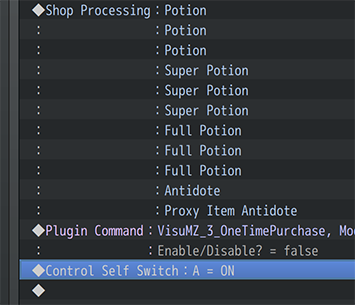 ◆Shop Processing：Potion
：　　　　　　　：Potion
：　　　　　　　：Potion
：　　　　　　　：Super Potion
：　　　　　　　：Super Potion
：　　　　　　　：Super Potion
：　　　　　　　：Full Potion
：　　　　　　　：Full Potion
：　　　　　　　：Full Potion
：　　　　　　　：Antidote
：　　　　　　　：Proxy Item Antidote
◆Plugin Command：VisuMZ_3_OneTimePurchase, Mo
：　　　　　　　：Enable/Disable? = false
◆Control Self Switch：A = ON
◆